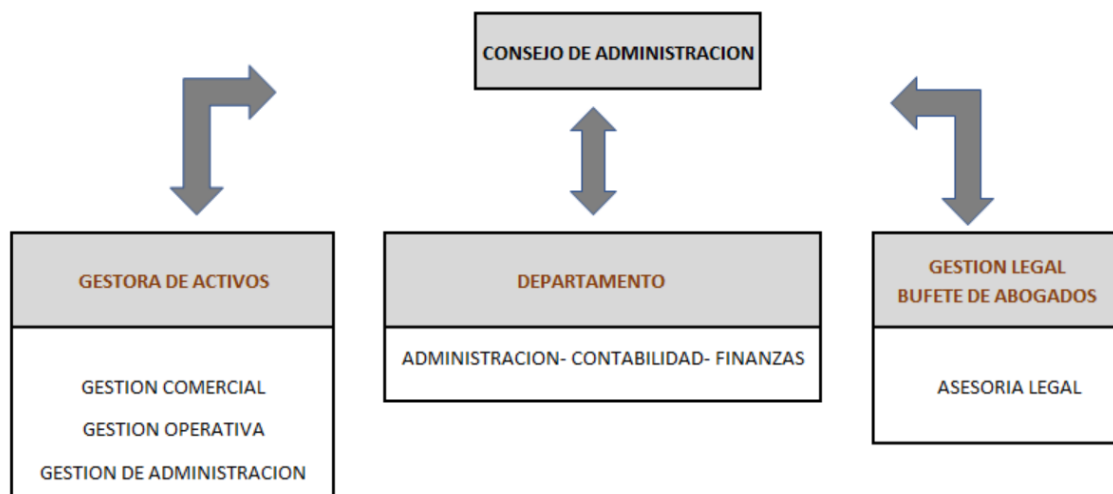 CONSEJO DE ADMINISTRACION
GESTORA DE ACTIVOS
GESTION COMERCIAL
GESTION OPERATIVA
GESTION DE ADMINISTRACION
DEPARTAMENTO
ADMINISTRACION- CONTABILIDAD- FINANZAS
GESTION LEGAL
BUFETE DE ABOGADOS
ASESORIA LEGAL